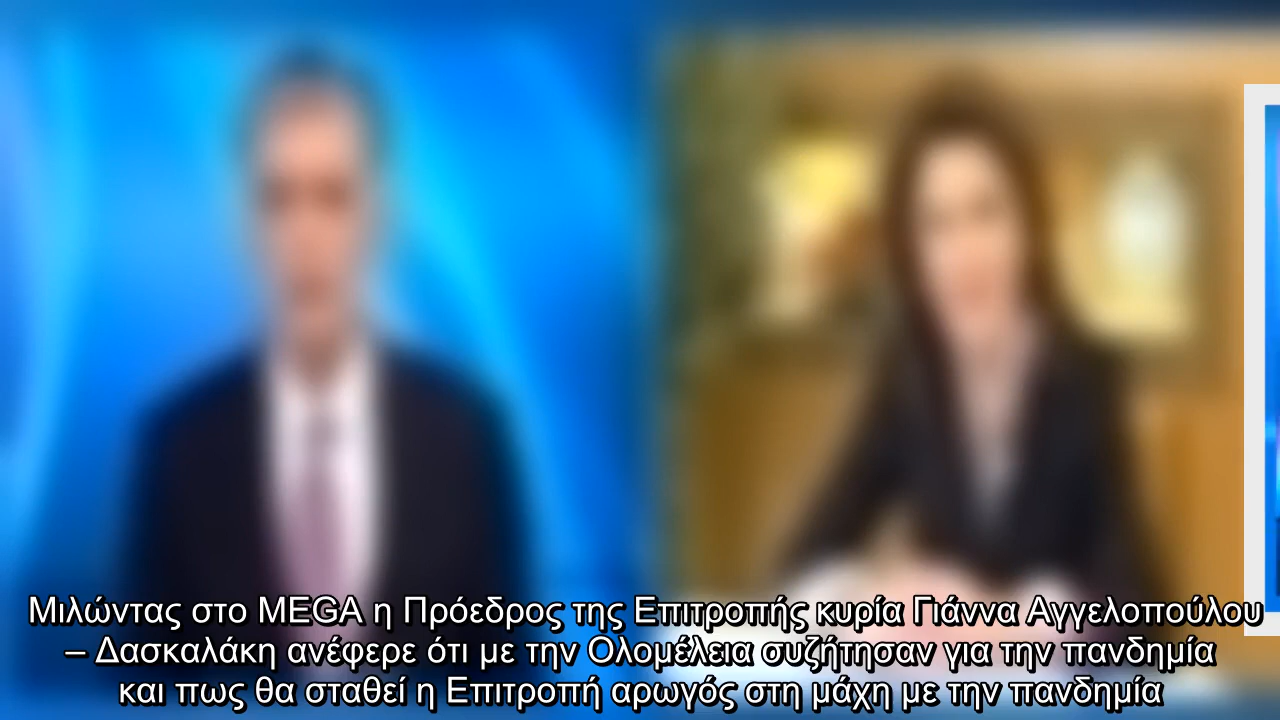 Μιλώντας στο MEGA η Πρόεδρος της Επιτροπής κυρία Γιάννα Αγγελοπούλου
– Δασκαλάκη ανέφερε ότι με την Ολομέλεια συζήτησαν για την πανδημία
και πως θα σταθεί η Επιτροπή αρωγός στη μάχη με την πανδημία